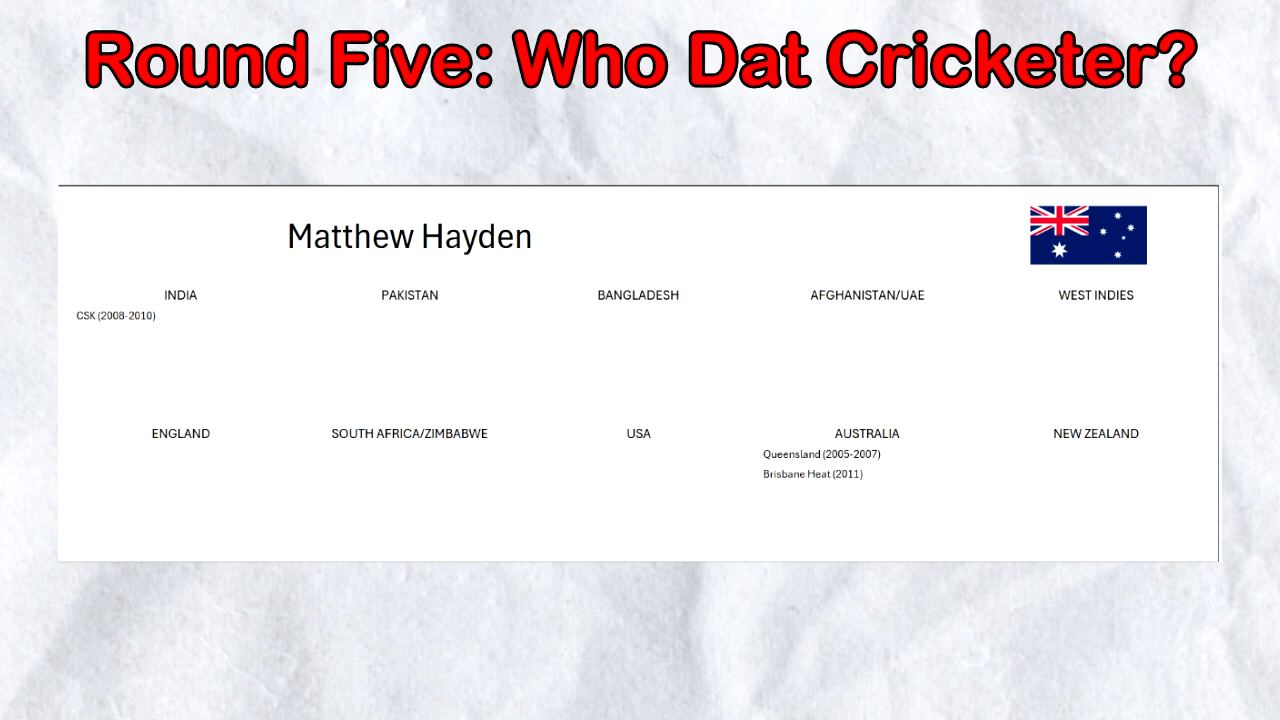 Round Five: Who Dat Cricketer?
Matthew Hayden
INDIA PAKISTAN BANGLADESH AFGHANISTAN/UAE WEST INDIES
CSK (2008-2010)
ENGLAND SOUTH AFRICA/ZIMBABWE USA AUSTRALIA NEW ZEALAND
Queensland (2005-2007)
Brisbane Heat (2011)